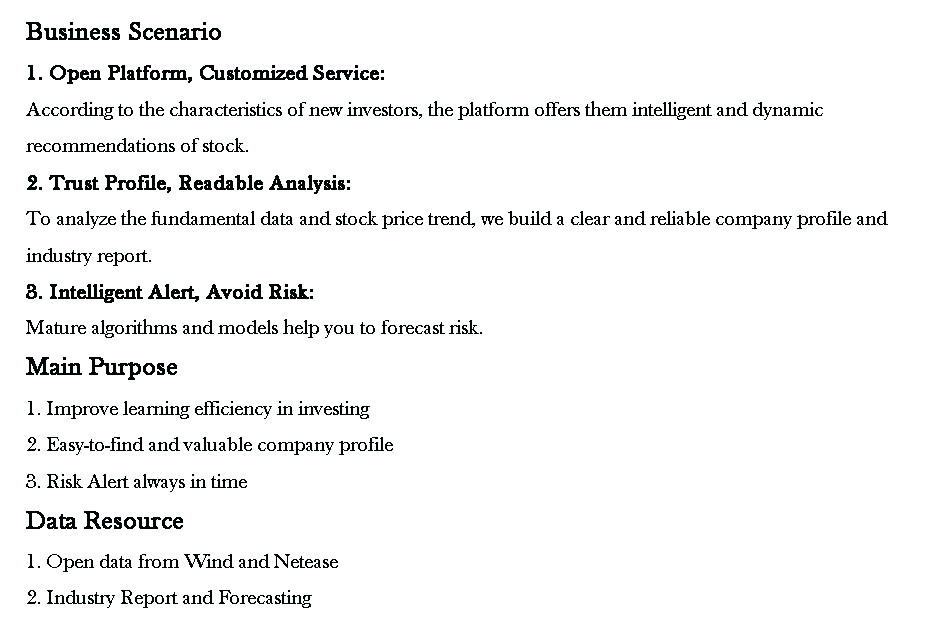 Business Scenario
1. Open Platform, Customized Service:
According to the characteristics of new investors, the platform offers them intelligent and dynamic
recommendations of stock.
2. Trust Profile, Readable Analysis:
To analyze the fundamental data and stock price trend, we build a clear and reliable company profile and
industry report.
3. Intelligent Alert, Avoid Risk:
Mature algorithms and models help you to forecast risk.
Main Purpose
1. Improve learning efficiency in investing
2. Easy-to-find and valuable company profile
3. Risk Alert always in time
Data Resource
1. Open data from Wind and Netease
2. Industry Report and Forecasting